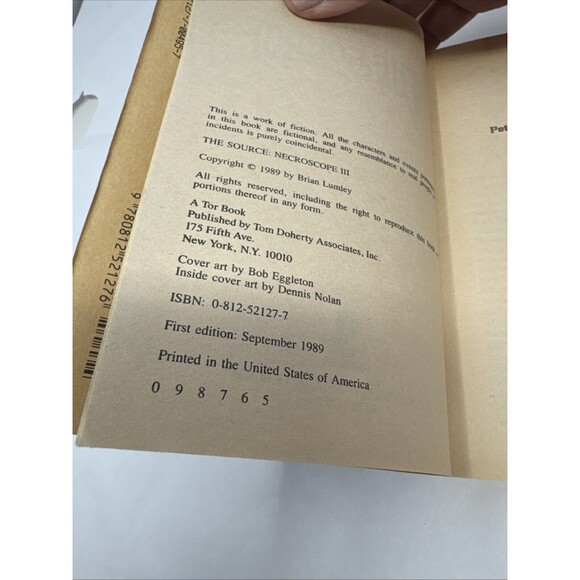 This is a work of fiction. All the characters and events
in this book are fictional, and any resemblance to real people
incidents is purely coincidental.
THE SOURCE: NECROSCOPE III
Copyright © 1989 by Brian Lumley
All rights reserved, including the right to reproduce this book
portions thereof in any form.
A Tor Book
Published by Tom Doherty Associates, Inc.
175 Fifth Ave.
New York, N.Y. 10010
Cover art by Bob Eggleton
Inside cover art by Dennis Nolan
ISBN: 0-812-52127-7
First edition: September 1989
Printed in the United States of America
0 9 8 7 6 5
9 780812 521276
Pet